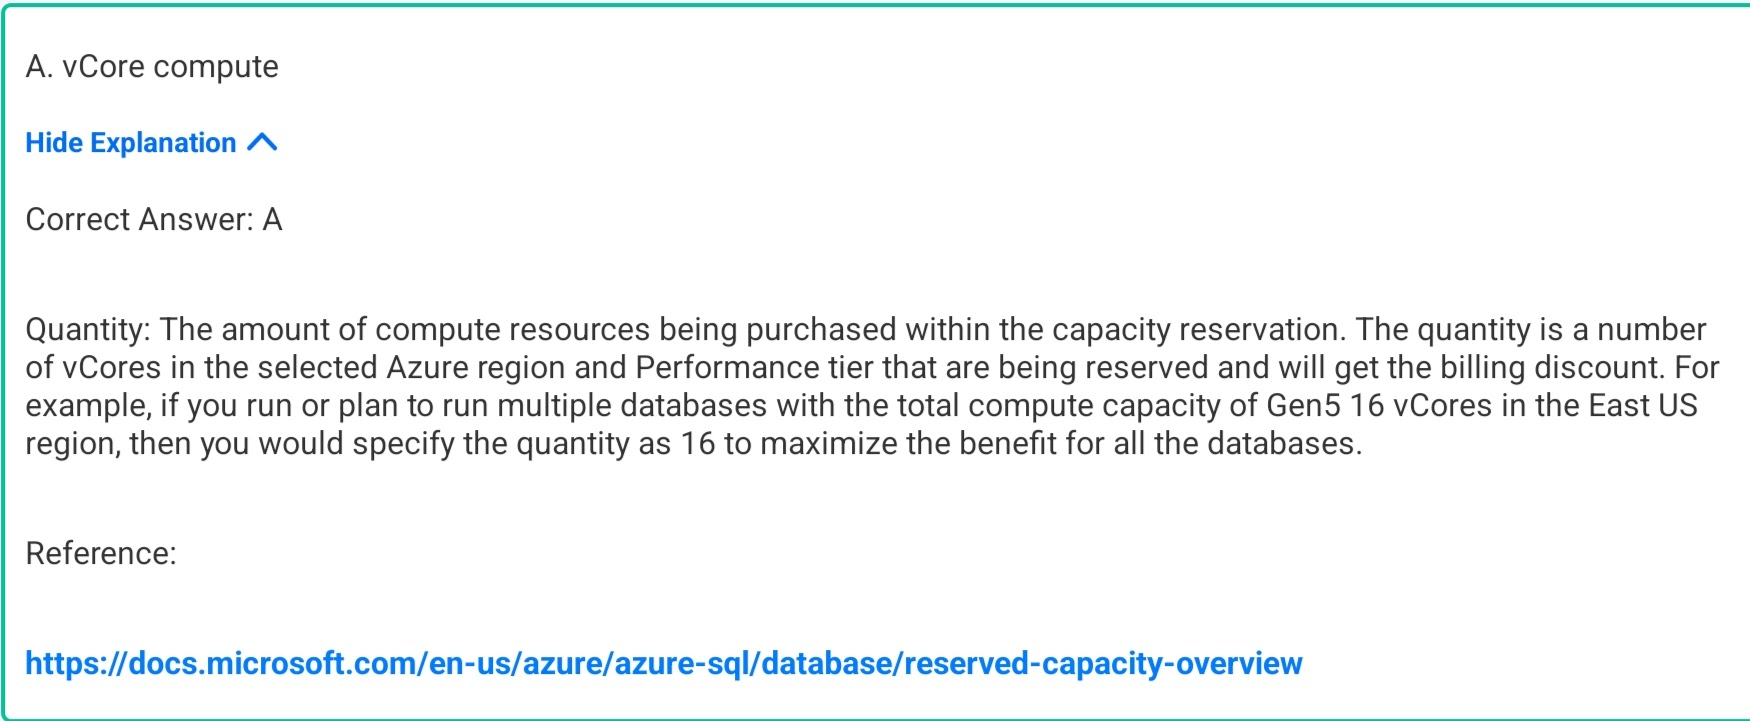 A. vCore compute
Hide Explanation
Correct Answer: A
Quantity: The amount of compute resources being purchased within the capacity reservation. The quantity is a number
of vCores in the selected Azure region and Performance tier that are being reserved and will get the billing discount. For
example, if you run or plan to run multiple databases with the total compute capacity of Gen5 16 vCores in the East US
region, then you would specify the quantity as 16 to maximize the benefit for all the databases.
Reference:
https://docs.microsoft.com/en-us/azure/azure-sql/database/reserved-capacity-overview